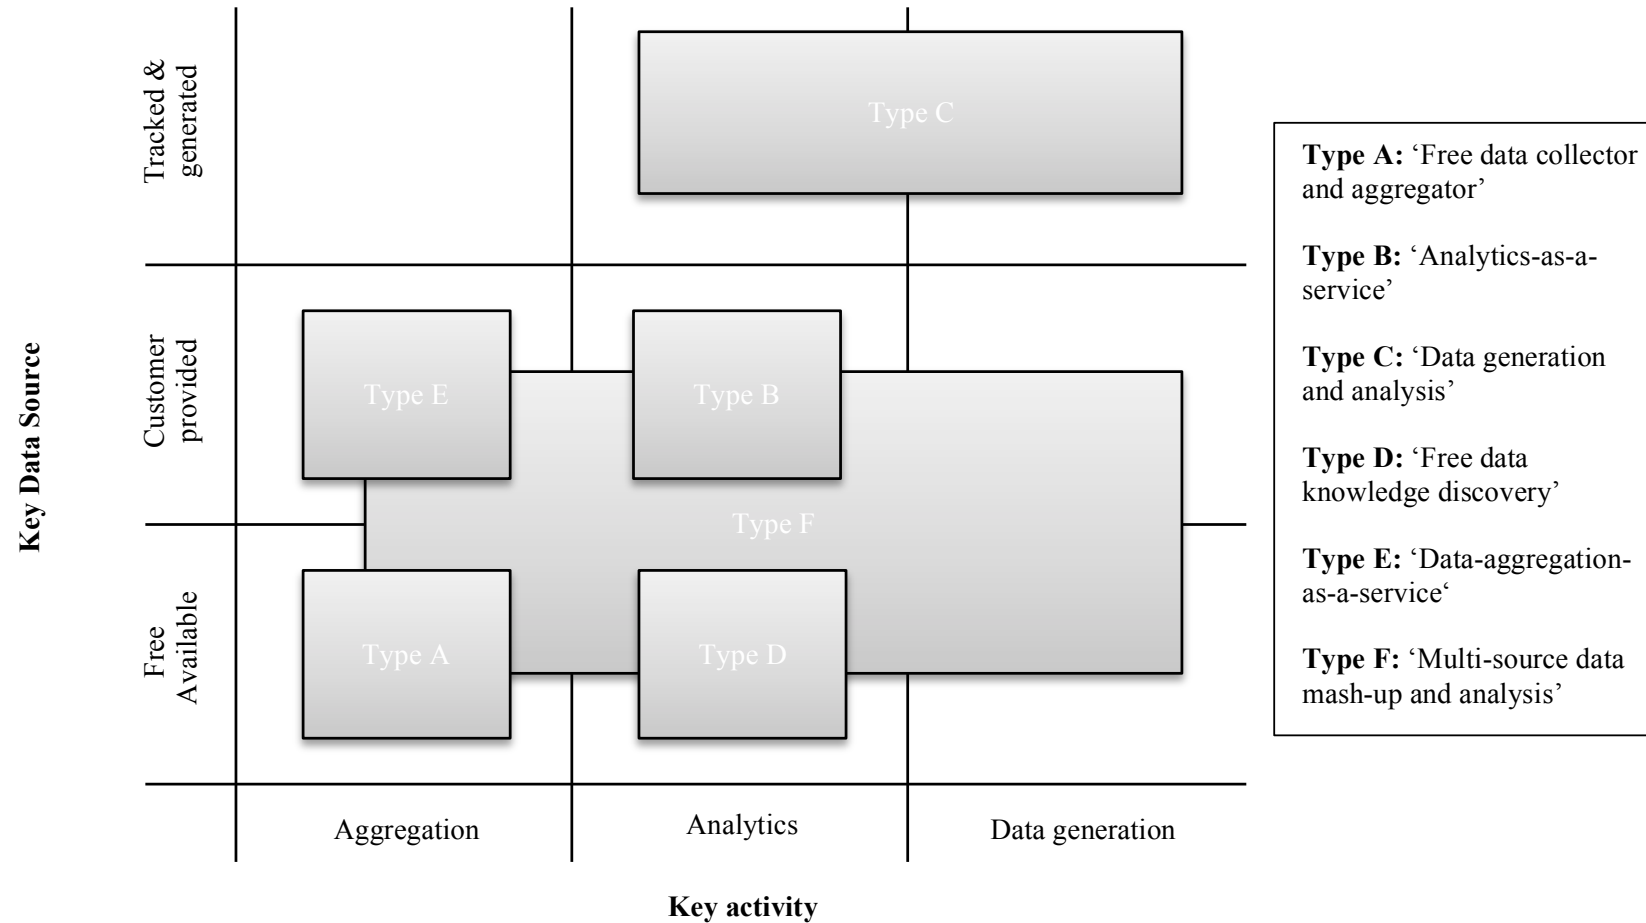 Key Data Source
Tracked &
generated
Customer
provided
Free
Available
Type C
Type E
Type B
Type F
Type A
Type D
Aggregation
Analytics
Data generation
Key activity
Type A: ‘Free data collector
and aggregator’
Type B: ‘Analytics-as-a-
service’
Type C: ‘Data generation
and analysis’
Type D: ‘Free data
knowledge discovery’
Type E: ‘Data-aggregation-
as-a-service‘
Type F: ‘Multi-source data
mash-up and analysis’